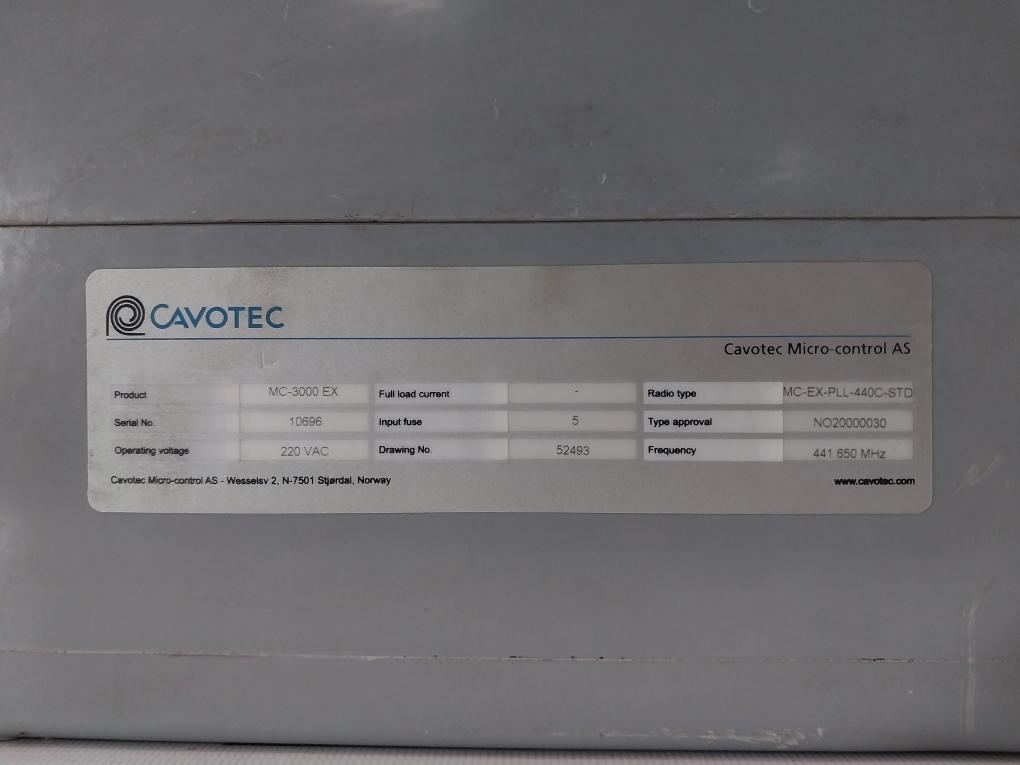 CAVOTEC
Cavotec Micro-control AS
Product MC-3000 EX Full load current - Radio type MC-EX-PLL-440C-STD
Serial No. 10696 Input fuse 5 Type approval NO20000030
Operating voltage 220 VAC Drawing No. 52493 Frequency 441 650 MHz
Cavotec Micro-control AS - Wesselsv 2, N-7501 Stjørdal, Norway www.cavotec.com